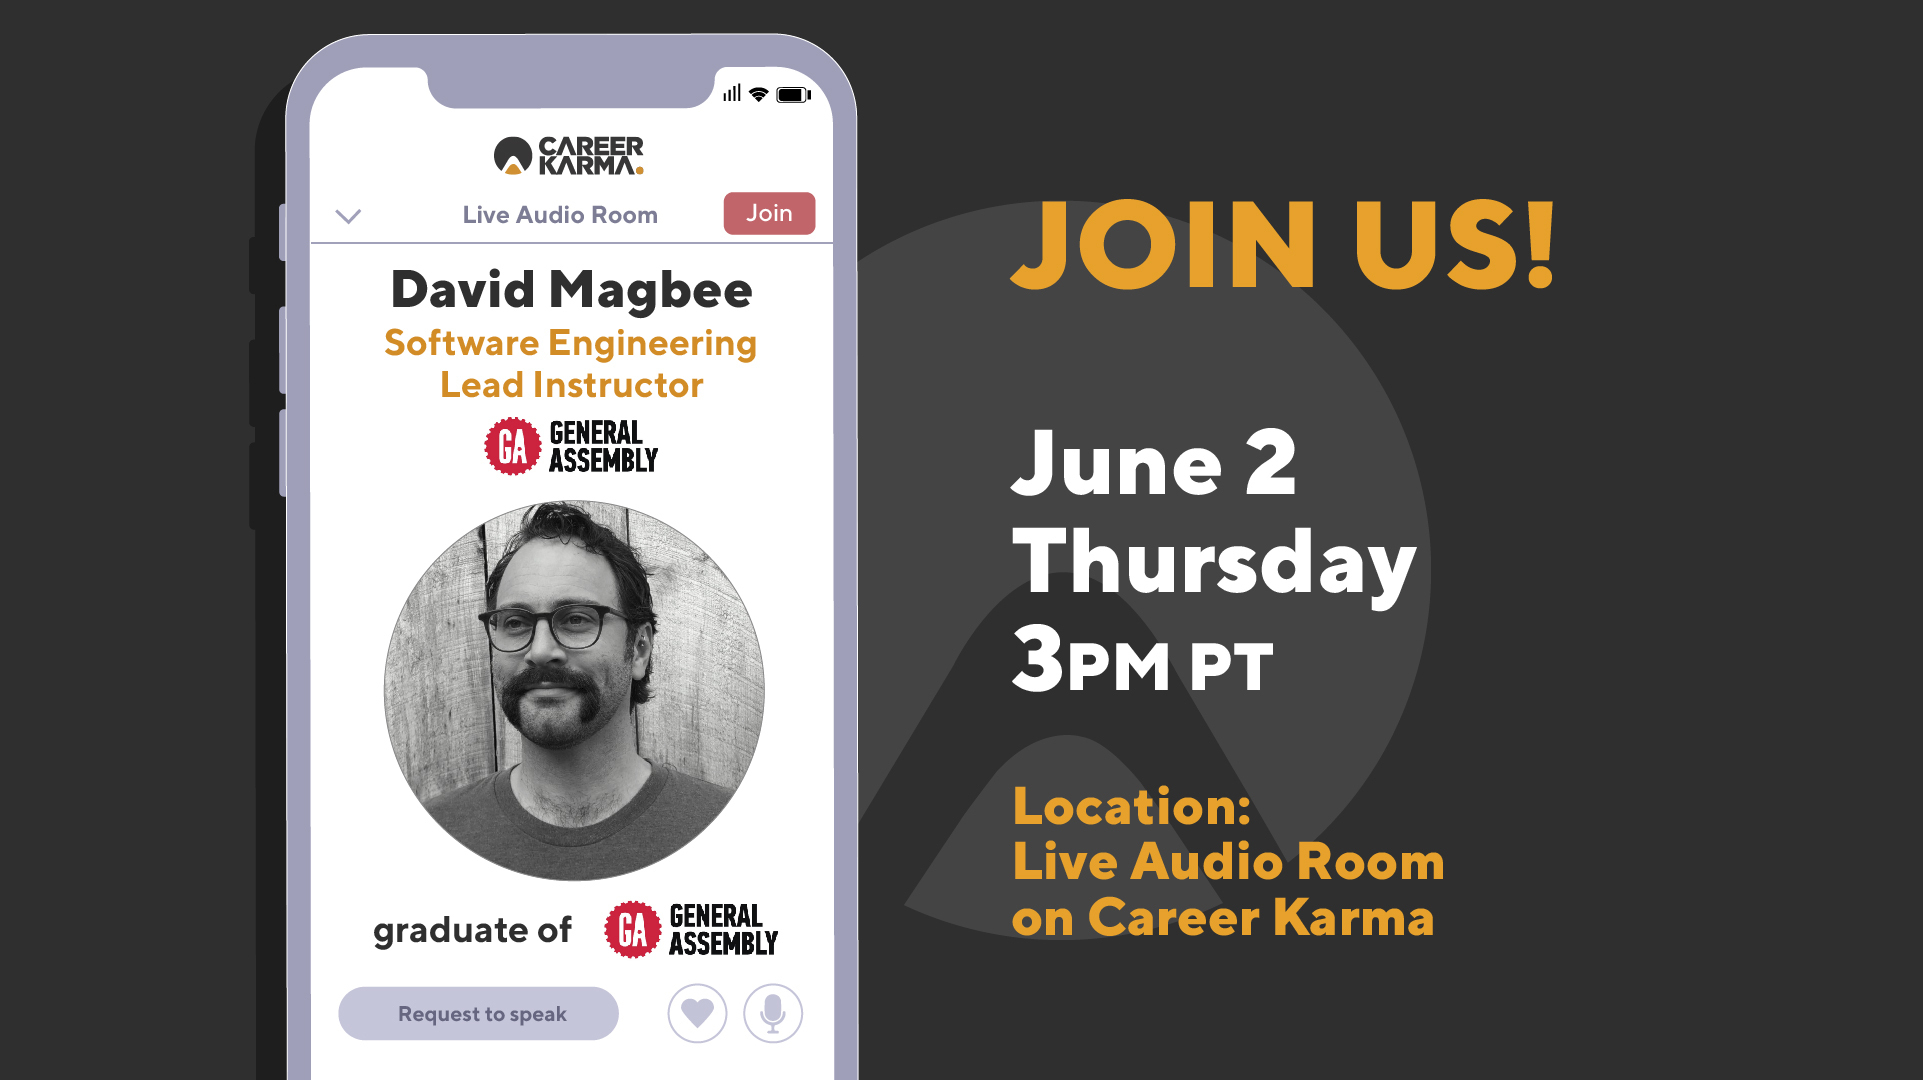 CAREER
KARMA.
Live Audio Room
Join
David Magbee
Software Engineering
Lead Instructor
GA GENERAL
ASSEMBLY
graduate of
GA GENERAL
ASSEMBLY
Request to speak
JOIN US!
June 2
Thursday
3PM PT
Location:
Live Audio Room
on Career Karma